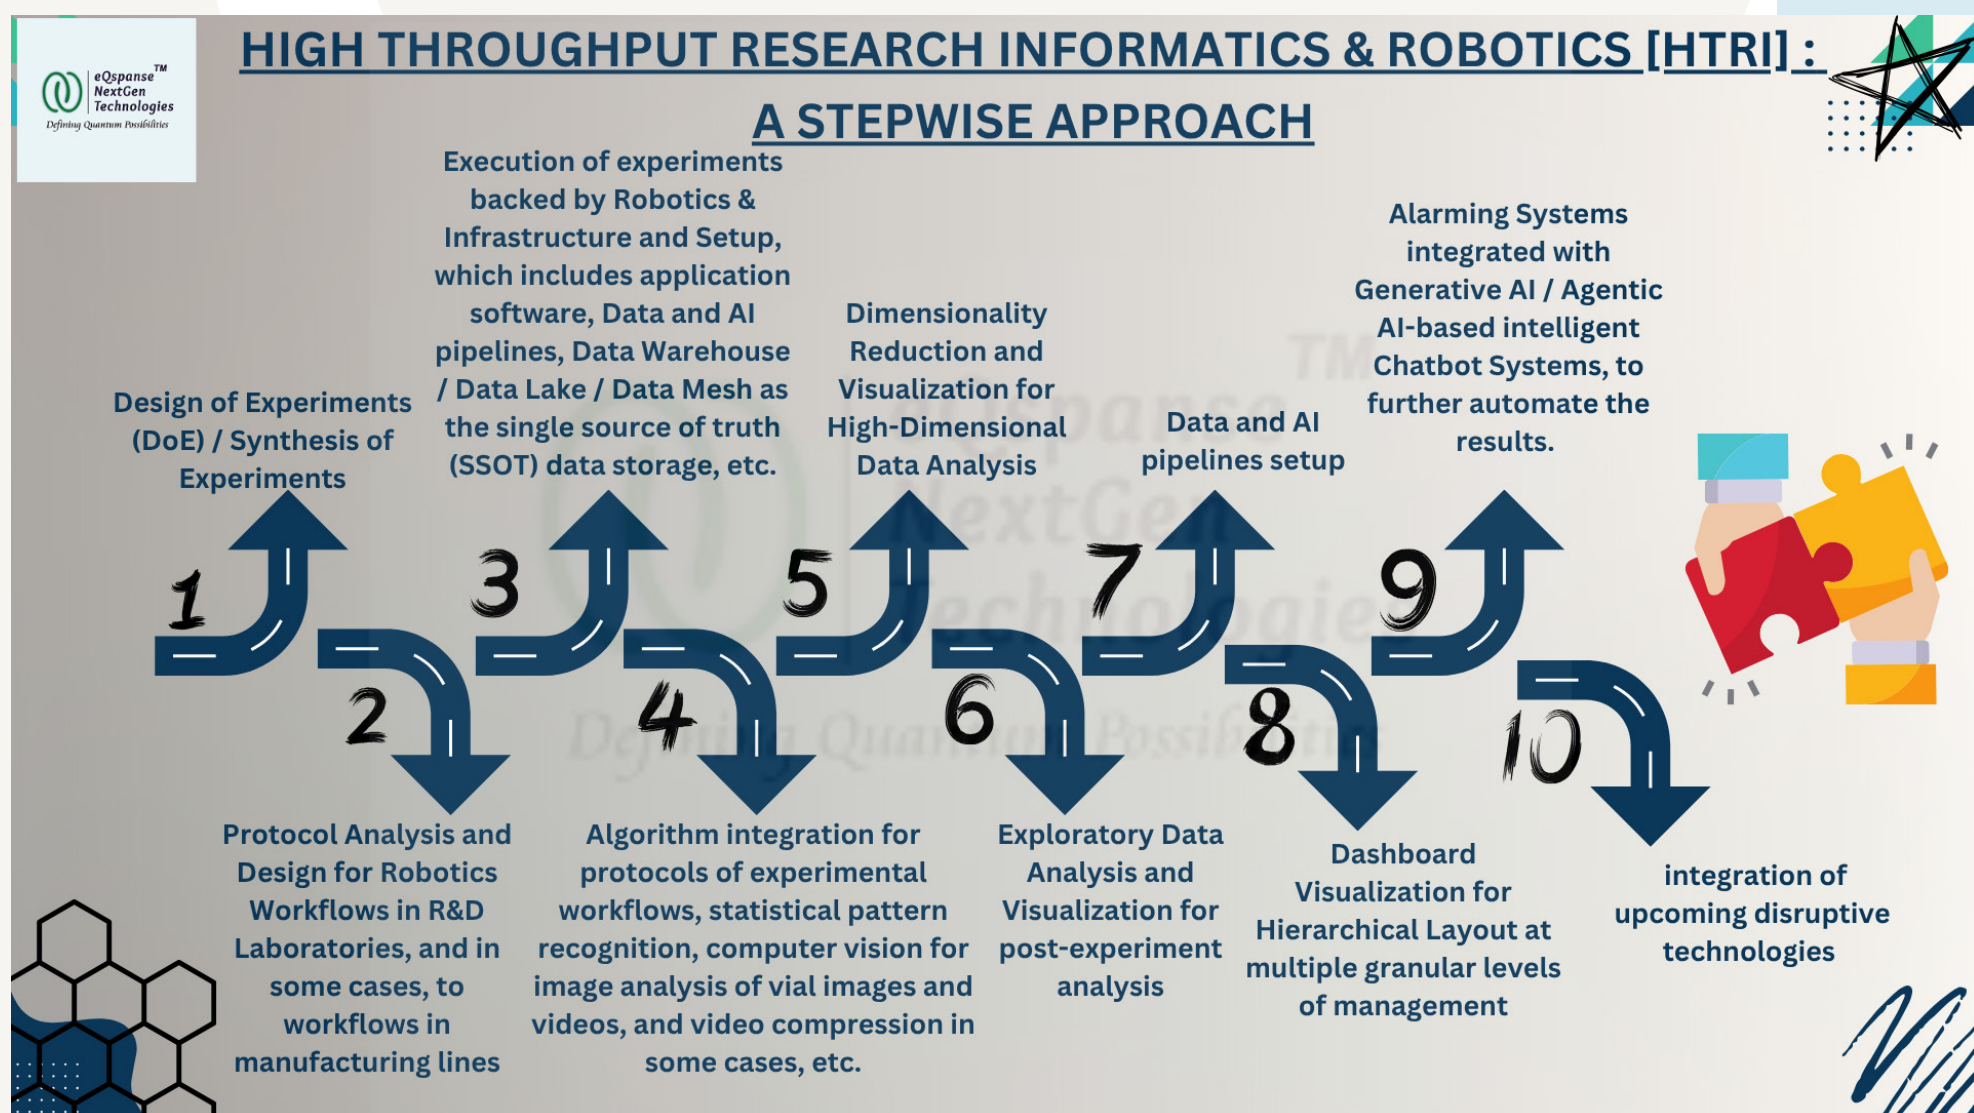 eQspanse™
NextGen
Technologies
Defining Quantum Possibilities
HIGH THROUGHPUT RESEARCH INFORMATICS & ROBOTICS [HTRI] :
A STEPWISE APPROACH
1
Design of Experiments
(DoE) / Synthesis of
Experiments
2
Protocol Analysis and
Design for Robotics
Workflows in R&D
Laboratories, and in
some cases, to
workflows in
manufacturing lines
3
Execution of experiments
backed by Robotics &
Infrastructure and Setup,
which includes application
software, Data and AI
pipelines, Data Warehouse
/ Data Lake / Data Mesh as
the single source of truth
(SSOT) data storage, etc.
4
Algorithm integration for
protocols of experimental
workflows, statistical pattern
recognition, computer vision for
image analysis of vial images and
videos, and video compression in
some cases, etc.
5
Dimensionality
Reduction and
Visualization for
High-Dimensional
Data Analysis
6
Exploratory Data
Analysis and
Visualization for
post-experiment
analysis
7
Data and AI
pipelines setup
8
Dashboard
Visualization for
Hierarchical Layout at
multiple granular levels
of management
9
Alarming Systems
integrated with
Generative AI / Agentic
AI-based intelligent
Chatbot Systems, to
further automate the
results.
10
integration of
upcoming disruptive
technologies
eQspanse™
NextGen
Technologies
Defining Quantum Possibilities